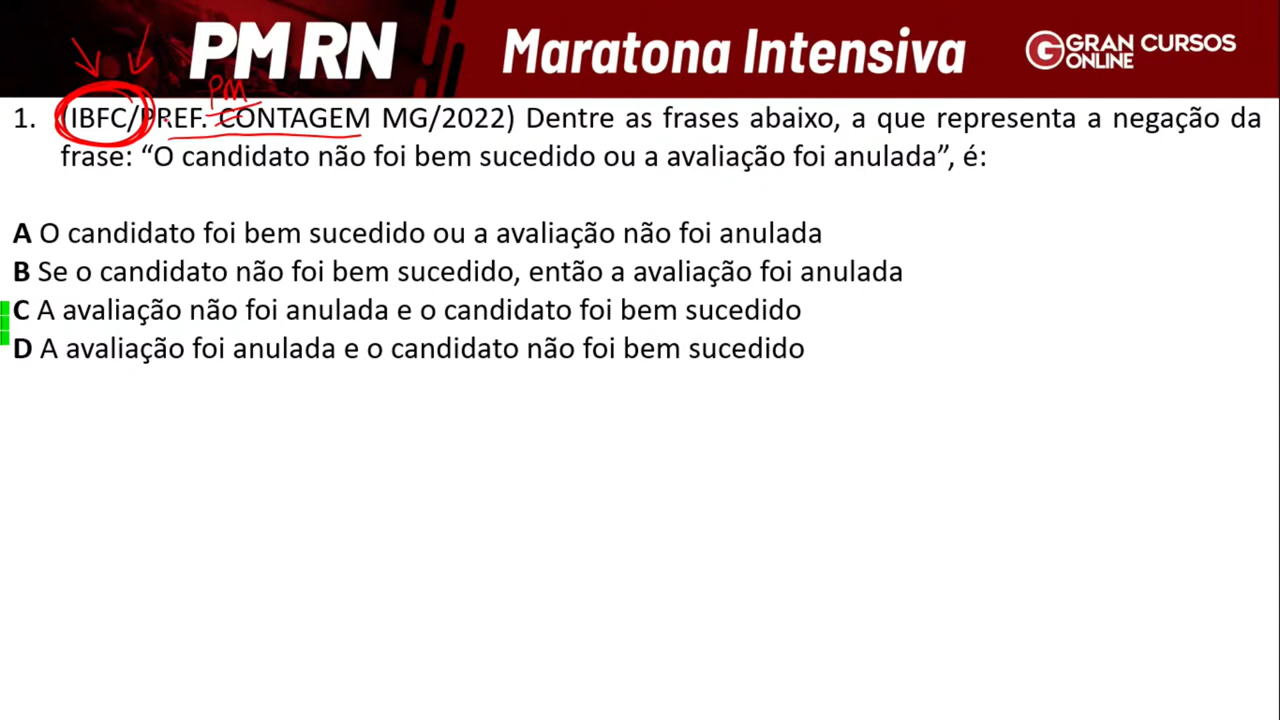 PM RN
Maratona Intensiva
GRAN CURSOS
ONLINE
PM
1. (IBFC/PREF. CONTAGEM MG/2022) Dentre as frases abaixo, a que representa a negação da
frase: “O candidato não foi bem sucedido ou a avaliação foi anulada”, é:
A O candidato foi bem sucedido ou a avaliação não foi anulada
B Se o candidato não foi bem sucedido, então a avaliação foi anulada
C A avaliação não foi anulada e o candidato foi bem sucedido
D A avaliação foi anulada e o candidato não foi bem sucedido